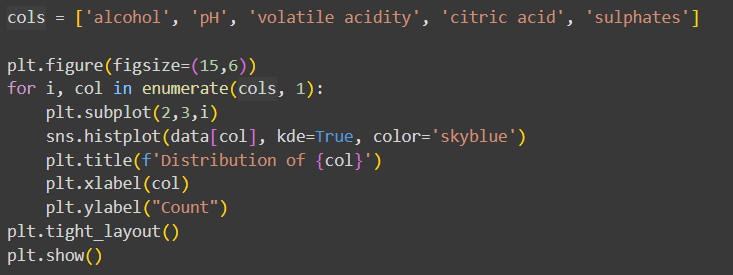 cols = ['alcohol', 'pH', 'volatile acidity', 'citric acid', 'sulphates']

plt.figure(figsize=(15,6))
for i, col in enumerate(cols, 1):
    plt.subplot(2,3,i)
    sns.histplot(data[col], kde=True, color='skyblue')
    plt.title(f'Distribution of {col}')
    plt.xlabel(col)
    plt.ylabel("Count")
plt.tight_layout()
plt.show()